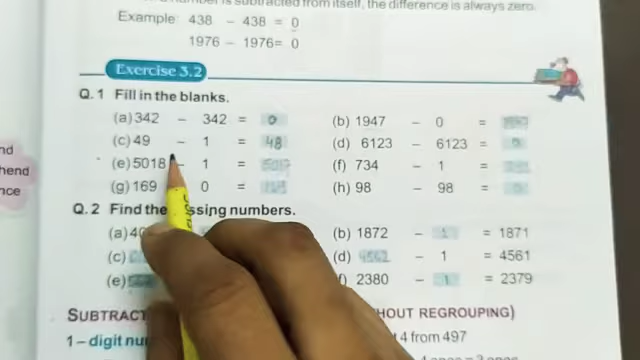 number is subtracted from itself, the difference is always zero.
Example: 438 - 438 = 0
1976 - 1976= 0
Exercise 3.2
Q.1 Fill in the blanks.
(a) 342 - 342 = 0 (b) 1947 - 0 = 1947
(c) 49 - 1 = 48 (d) 6123 - 6123 = 0
(e) 5018 - 1 = 5017 (f) 734 - 1 =
(g) 169 0 = (h) 98 - 98 = 0
Q.2 Find the ssing numbers.
(a) (b) 1872 - 1 = 1871
(c) (d) 4562 - 1 = 4561
(e) 2380 - 1 = 2379
SUBTRACT HOUT REGROUPING)
1-digit nu 4 from 497
nd
hend
nce